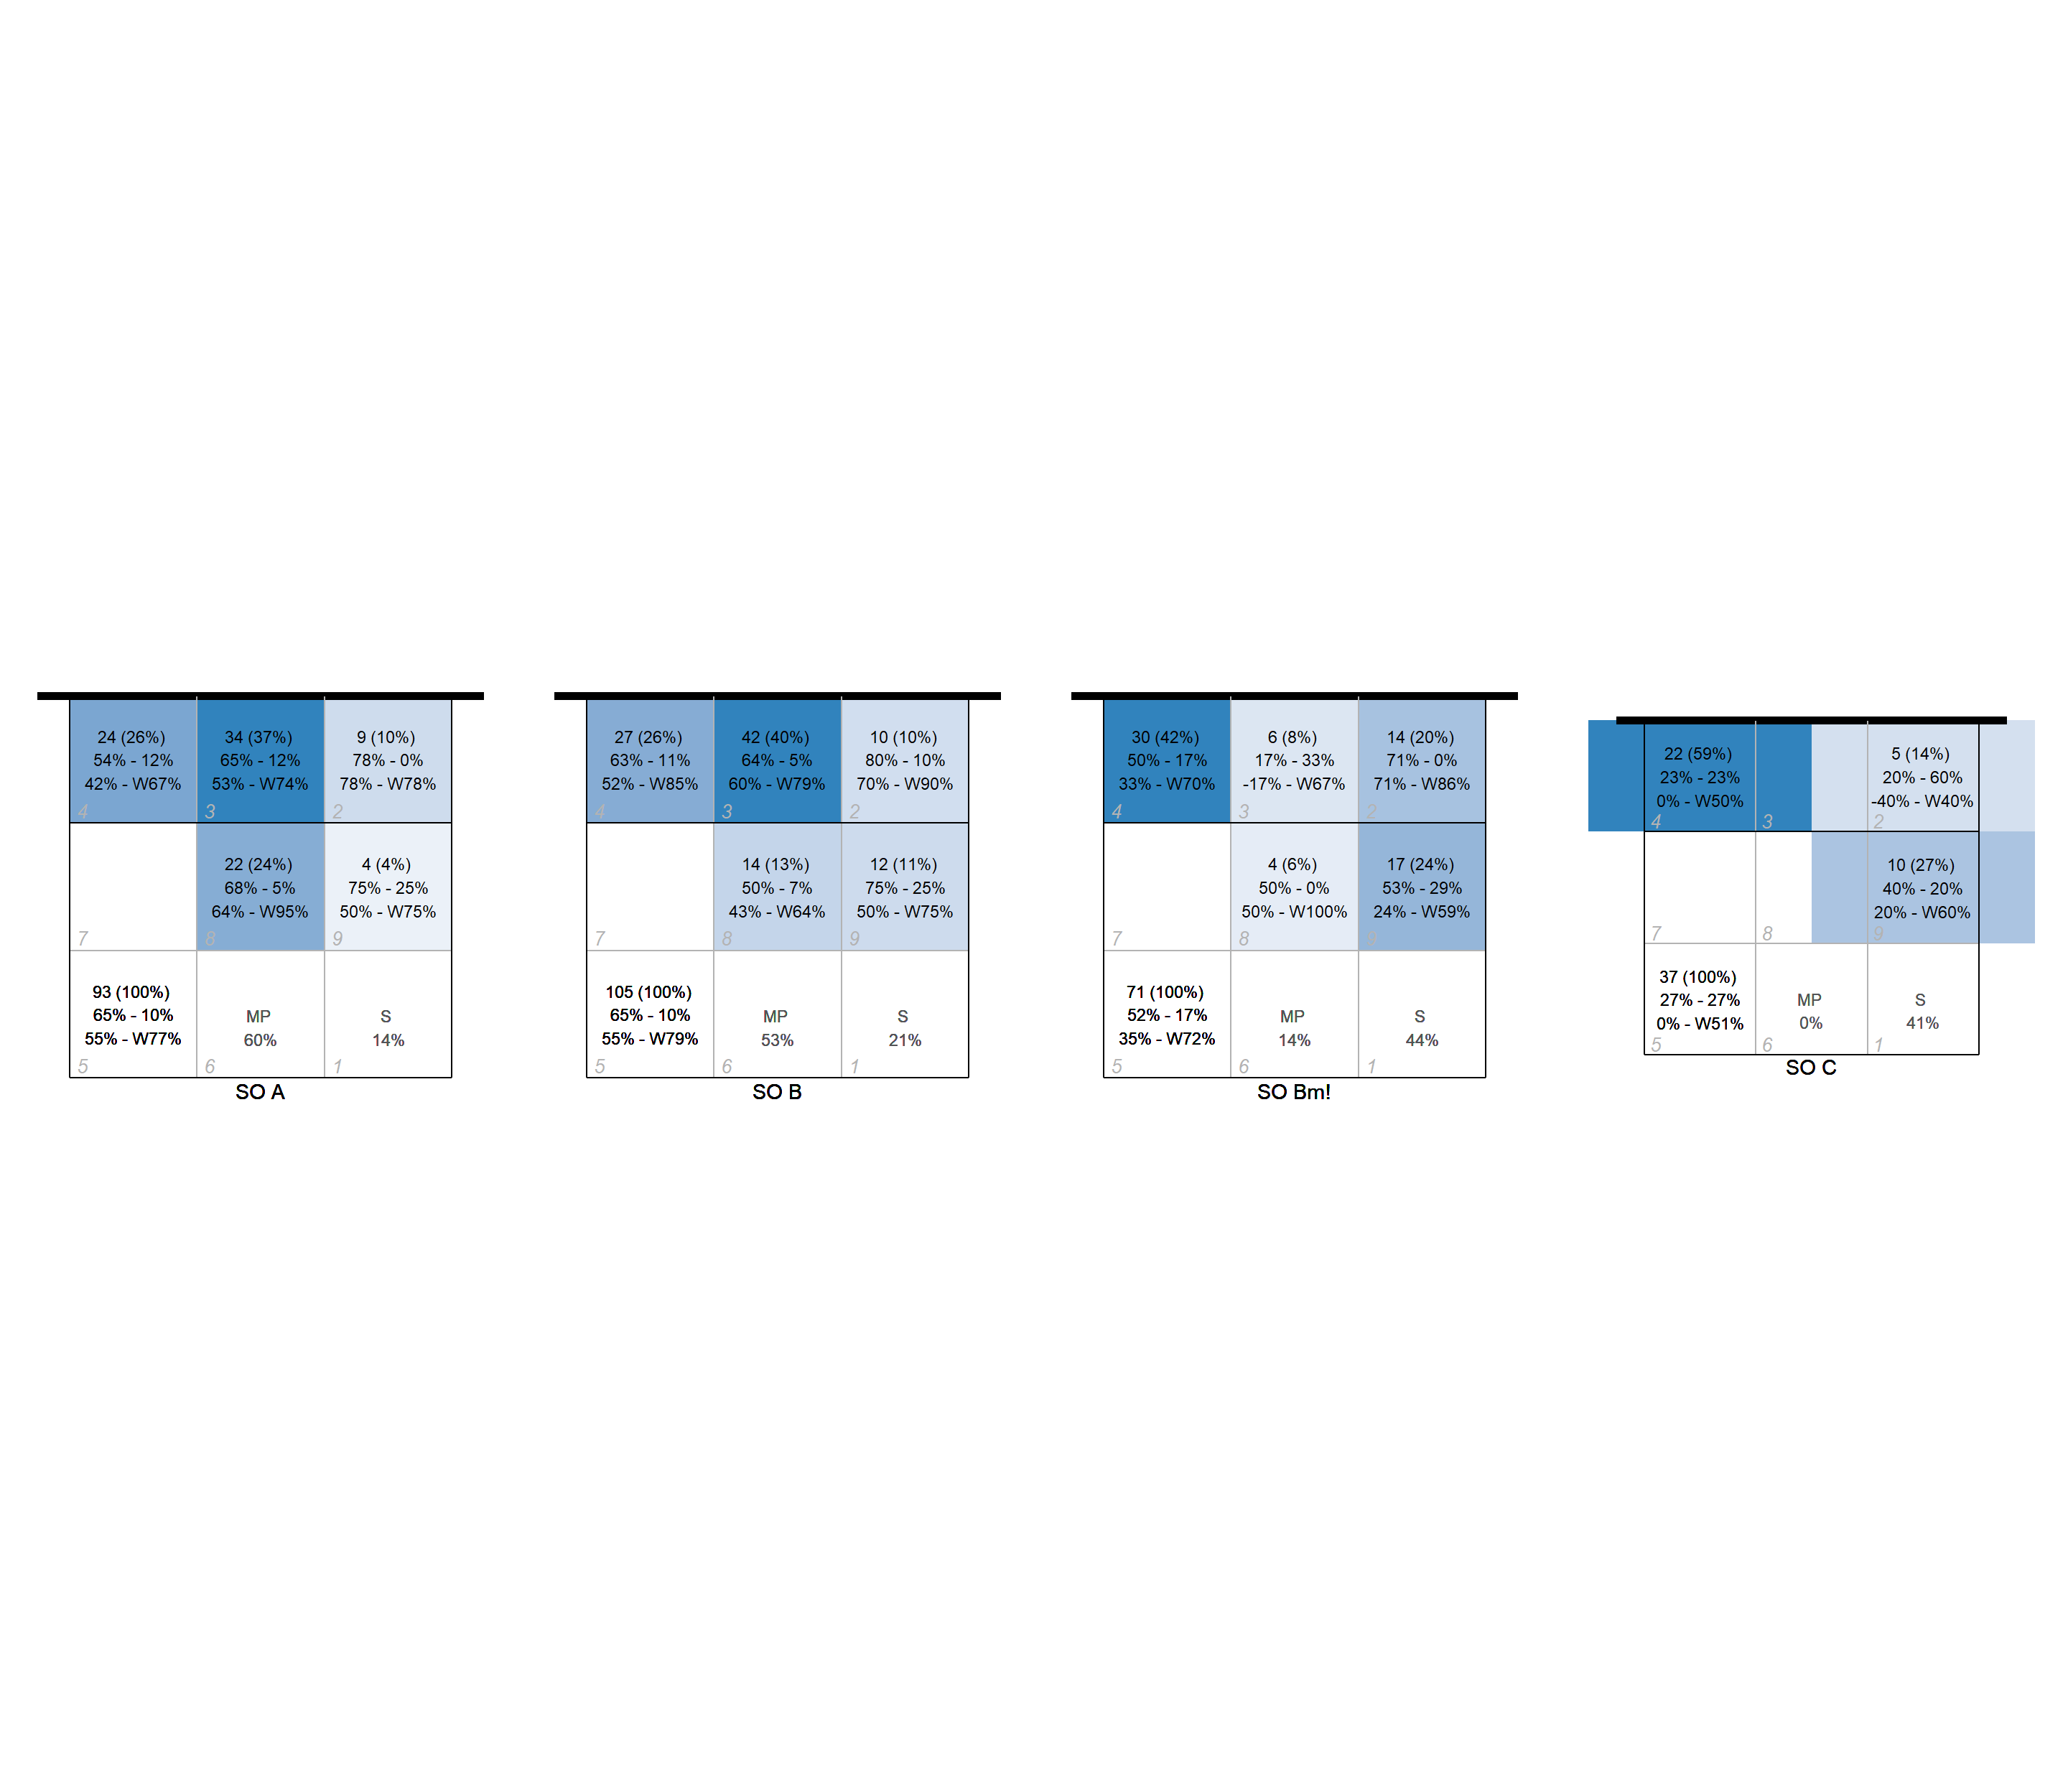 24 (26%)
54% - 12%
42% - W67%
4
34 (37%)
65% - 12%
53% - W74%
3
9 (10%)
78% - 0%
78% - W78%
2
7
22 (24%)
68% - 5%
64% - W95%
8
4 (4%)
75% - 25%
50% - W75%
9
93 (100%)
65% - 10%
55% - W77%
5
MP
60%
6
S
14%
1
SO A
27 (26%)
63% - 11%
52% - W85%
4
42 (40%)
64% - 5%
60% - W79%
3
10 (10%)
80% - 10%
70% - W90%
2
7
14 (13%)
50% - 7%
43% - W64%
8
12 (11%)
75% - 25%
50% - W75%
9
105 (100%)
65% - 10%
55% - W79%
5
MP
53%
6
S
21%
1
SO B
30 (42%)
50% - 17%
33% - W70%
4
6 (8%)
17% - 33%
-17% - W67%
3
14 (20%)
71% - 0%
71% - W86%
2
7
4 (6%)
50% - 0%
50% - W100%
8
17 (24%)
53% - 29%
24% - W59%
9
71 (100%)
52% - 17%
35% - W72%
5
MP
14%
6
S
44%
1
SO Bm!
22 (59%)
23% - 23%
0% - W50%
4
3
5 (14%)
20% - 60%
-40% - W40%
2
7
8
10 (27%)
40% - 20%
20% - W60%
9
37 (100%)
27% - 27%
0% - W51%
5
MP
0%
6
S
41%
1
SO C